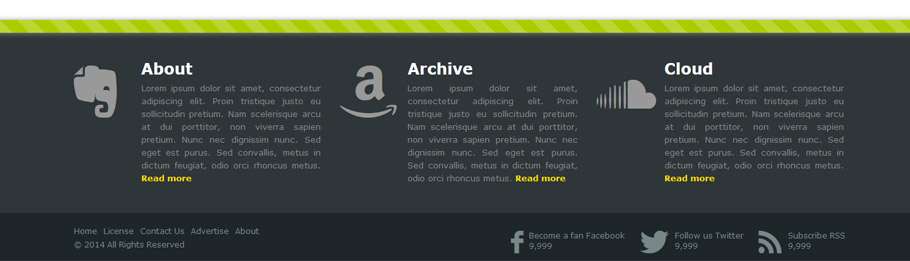 About
Lorem ipsum dolor sit amet, consectetur
adipiscing elit. Proin tristique justo eu
sollicitudin pretium. Nam scelerisque arcu
at dui porttitor, non viverra sapien
pretium. Nunc nec dignissim nunc. Sed
eget est purus. Sed convallis, metus in
dictum feugiat, odio orci rhoncus metus.
Read more
Archive
Lorem ipsum dolor sit amet,
consectetur adipiscing elit. Proin
tristique justo eu sollicitudin pretium.
Nam scelerisque arcu at dui porttitor,
non viverra sapien pretium. Nunc nec
dignissim nunc. Sed eget est purus.
Sed convallis, metus in dictum feugiat,
odio orci rhoncus metus. Read more
Cloud
Lorem ipsum dolor sit amet, consectetur
adipiscing elit. Proin tristique justo eu
sollicitudin pretium. Nam scelerisque arcu
at dui porttitor, non viverra sapien
pretium. Nunc nec dignissim nunc. Sed
eget est purus. Sed convallis, metus in
dictum feugiat, odio orci rhoncus metus.
Read more
Home License Contact Us Advertise About
© 2014 All Rights Reserved
Become a fan Facebook
9,999
Follow us Twitter
9,999
Subscribe RSS
9,999